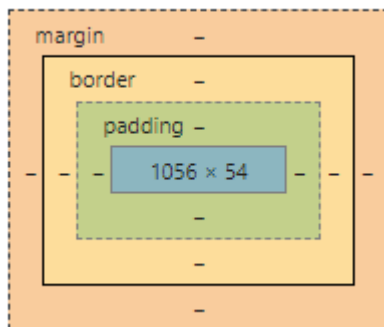 margin –
border –
padding –
– – – 1056 × 54 – – –
–
–
–